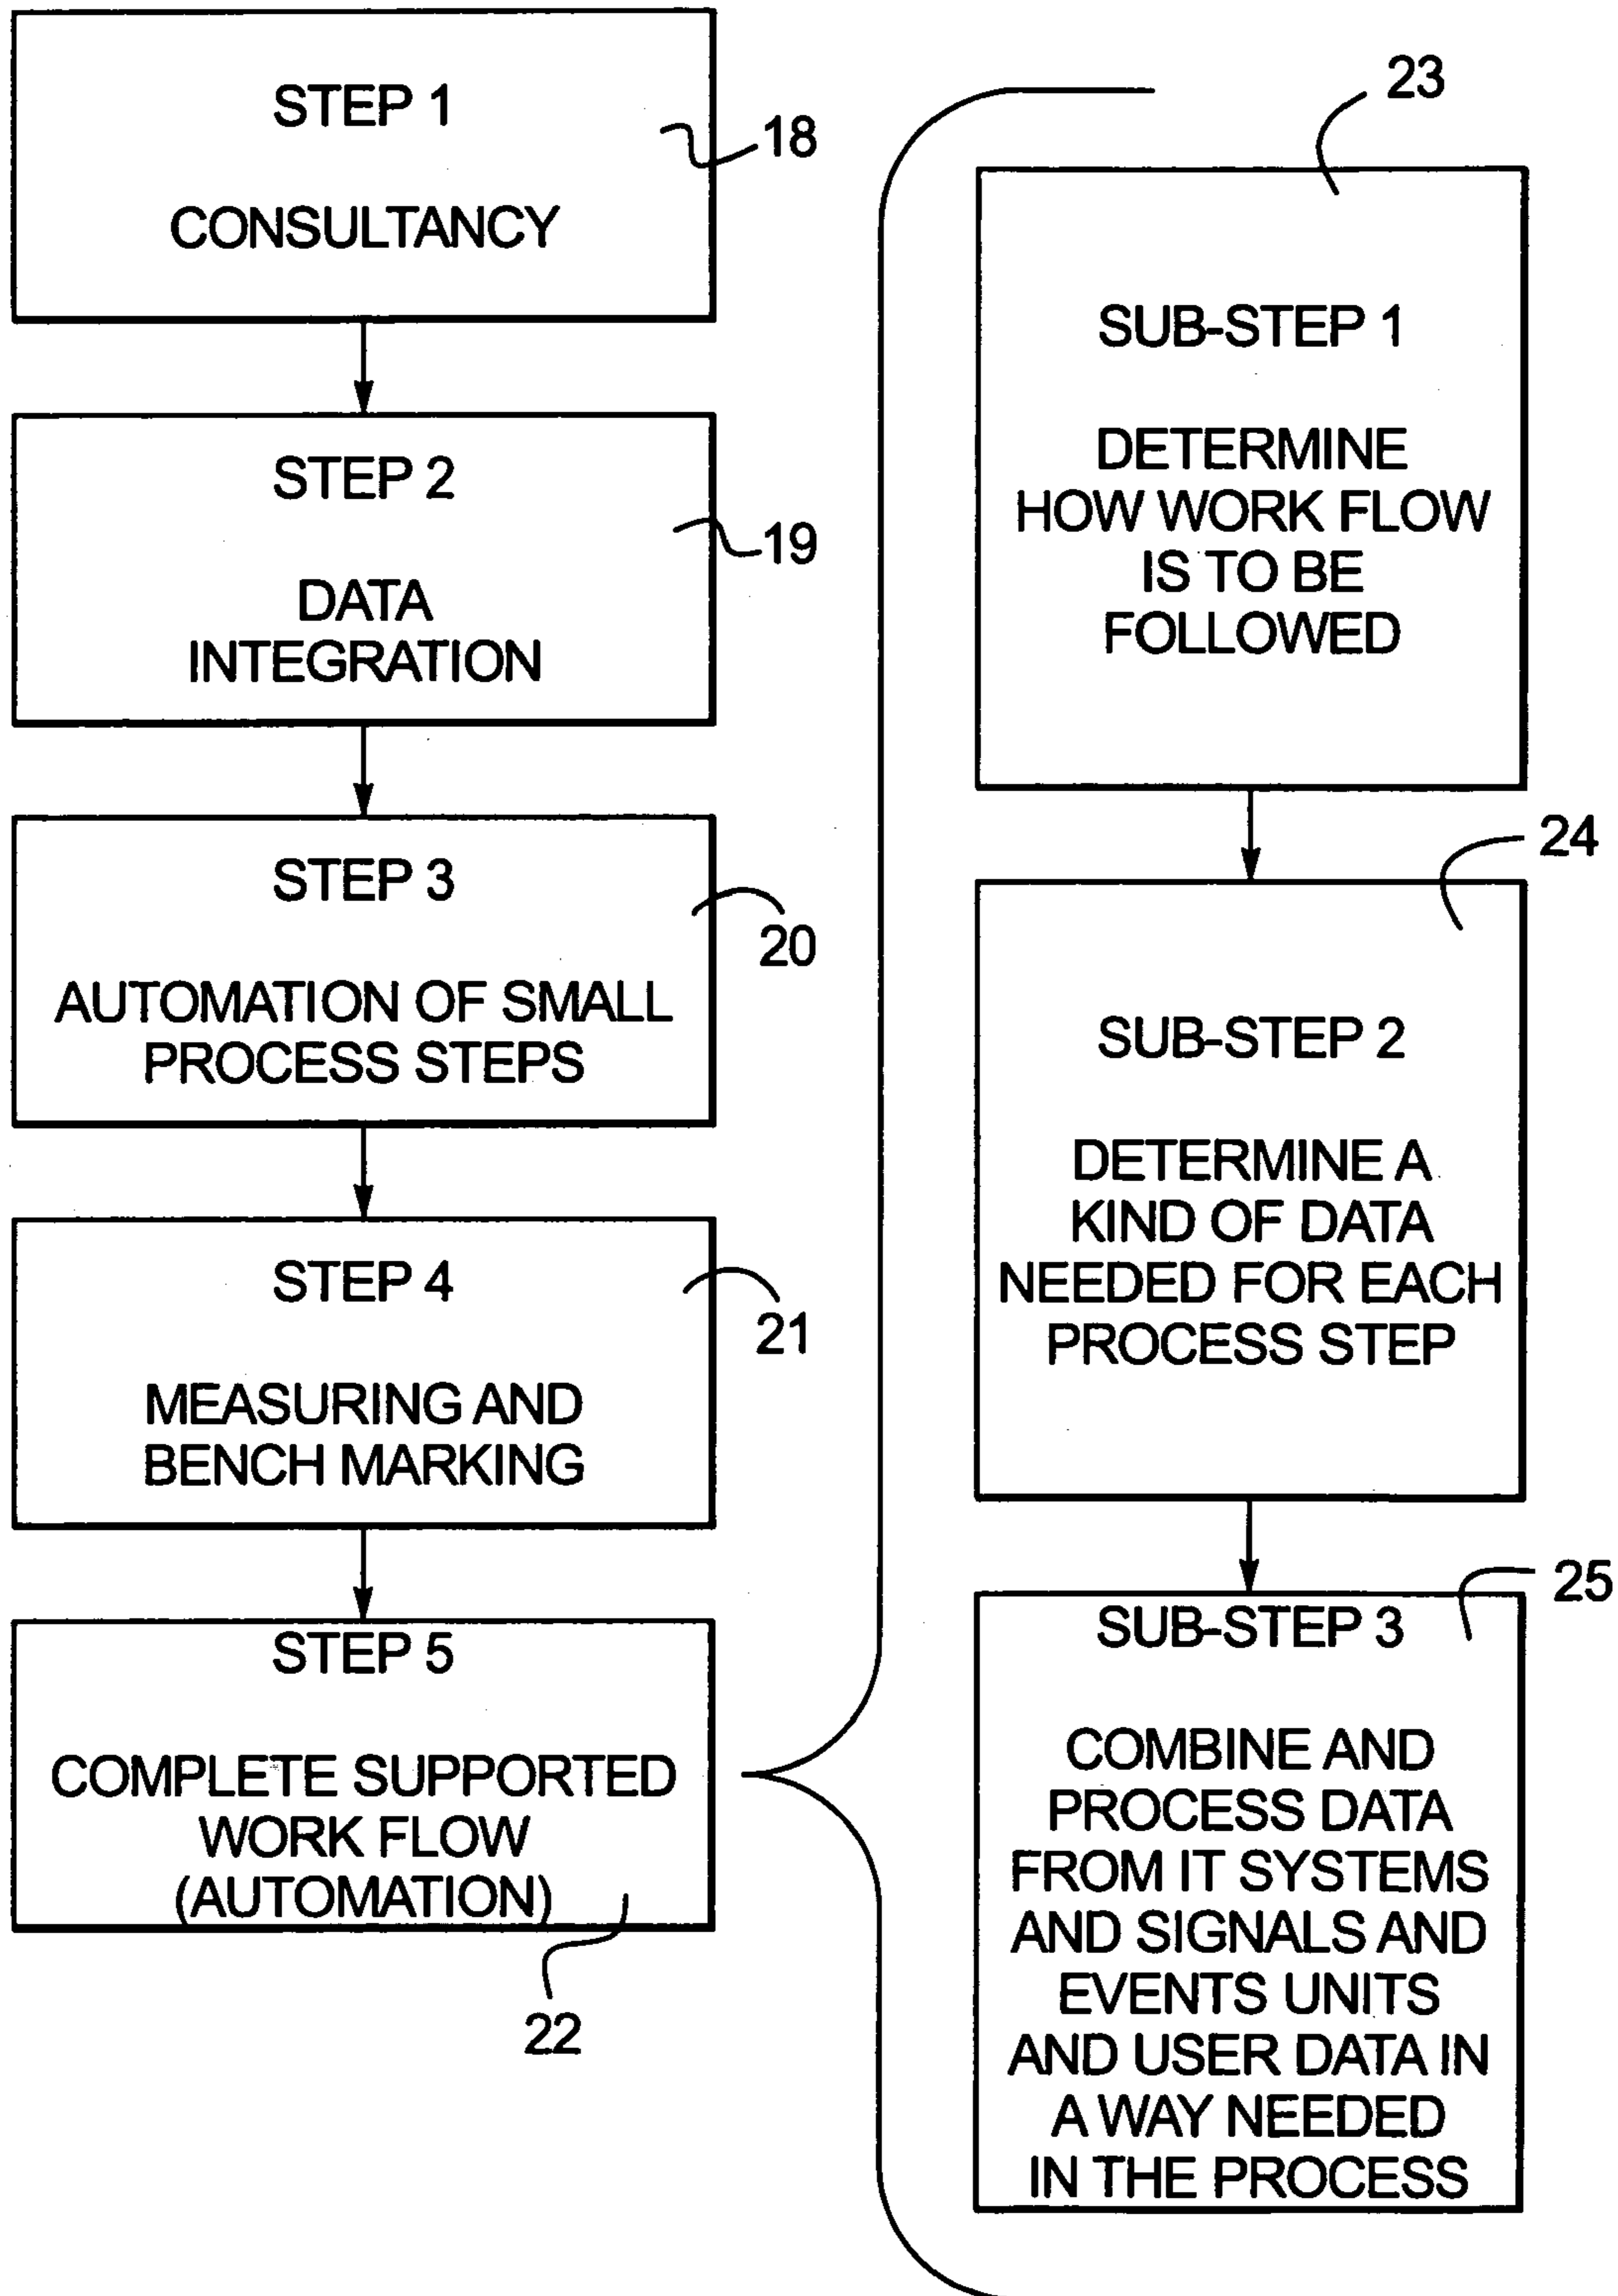 STEP 1
CONSULTANCY
18
STEP 2
DATA
INTEGRATION
19
STEP 3
AUTOMATION OF SMALL
PROCESS STEPS
20
STEP 4
MEASURING AND
BENCH MARKING
21
STEP 5
COMPLETE SUPPORTED
WORK FLOW
(AUTOMATION)
22
23
SUB-STEP 1
DETERMINE
HOW WORK FLOW
IS TO BE
FOLLOWED
24
SUB-STEP 2
DETERMINE A
KIND OF DATA
NEEDED FOR EACH
PROCESS STEP
25
SUB-STEP 3
COMBINE AND
PROCESS DATA
FROM IT SYSTEMS
AND SIGNALS AND
EVENTS UNITS
AND USER DATA IN
A WAY NEEDED
IN THE PROCESS